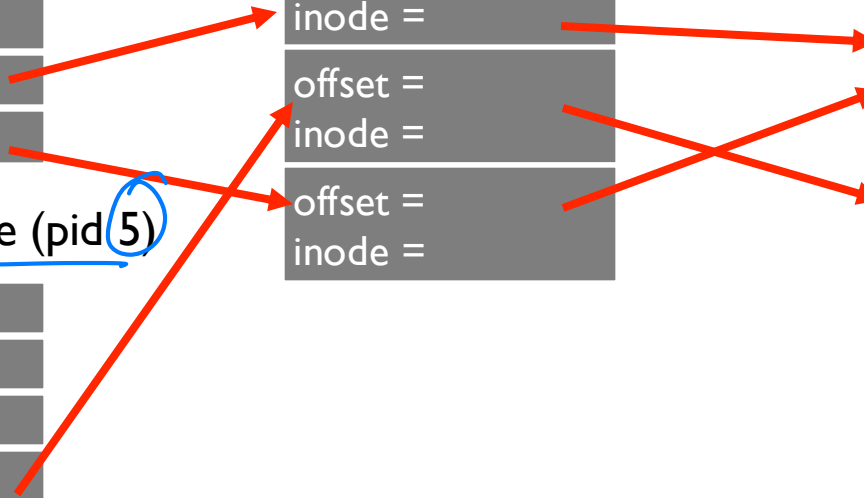 inode =
offset =
inode =
offset =
inode =
e (pid 5)